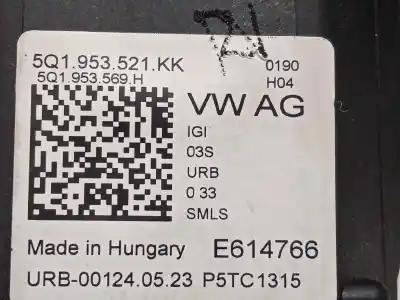 5Q1.953.521.KK
0190
5Q1.953.569.H
H04
VW AG
IGI
03S
URB
0 33
SMLS
Made in Hungary E614766
URB-00124.05.23 P5TC1315